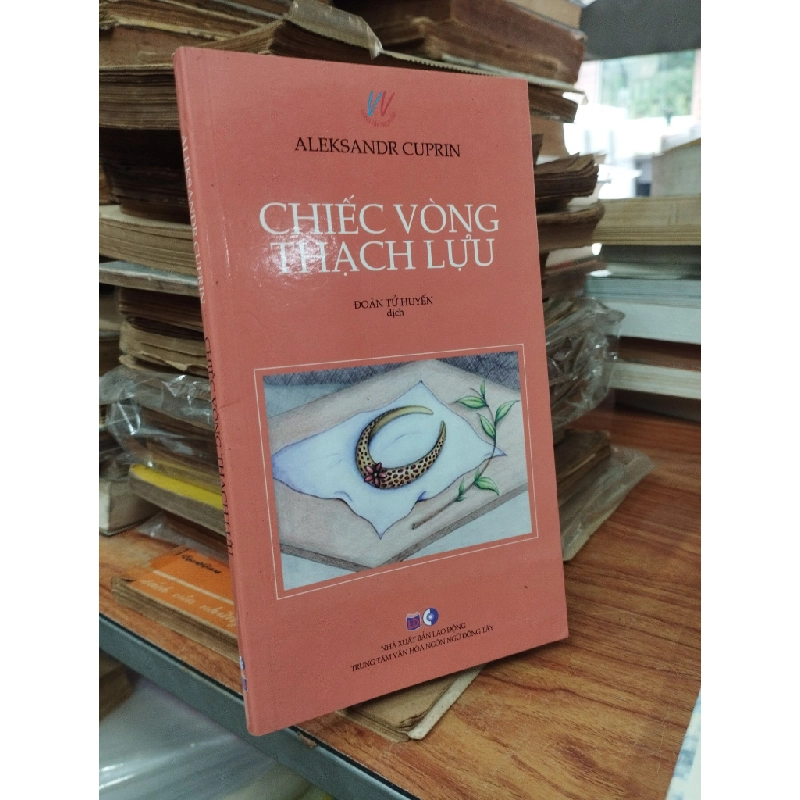 ALEKSANDR CUPRIN
CHIẾC VÒNG
THẠCH LỰU
ĐOÀN TỬ HUYẾN
dịch
NHÀ XUẤT BẢN LAO ĐỘNG
TRUNG TÂM VĂN HÓA NGÔN NGỮ ĐÔNG TÂY